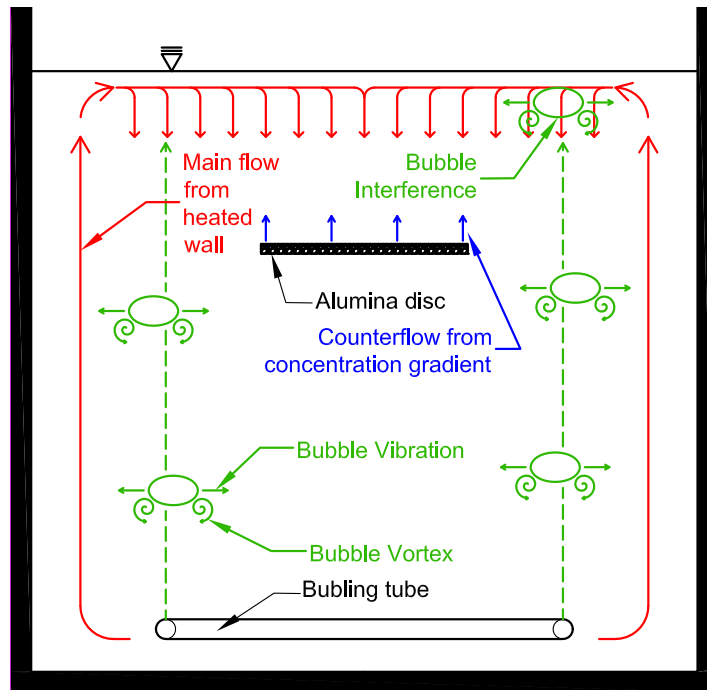 Main flow
from
heated
wall
Bubble
Interference
Alumina disc
Counterflow from
concentration gradient
Bubble Vibration
Bubble Vortex
Bubling tube